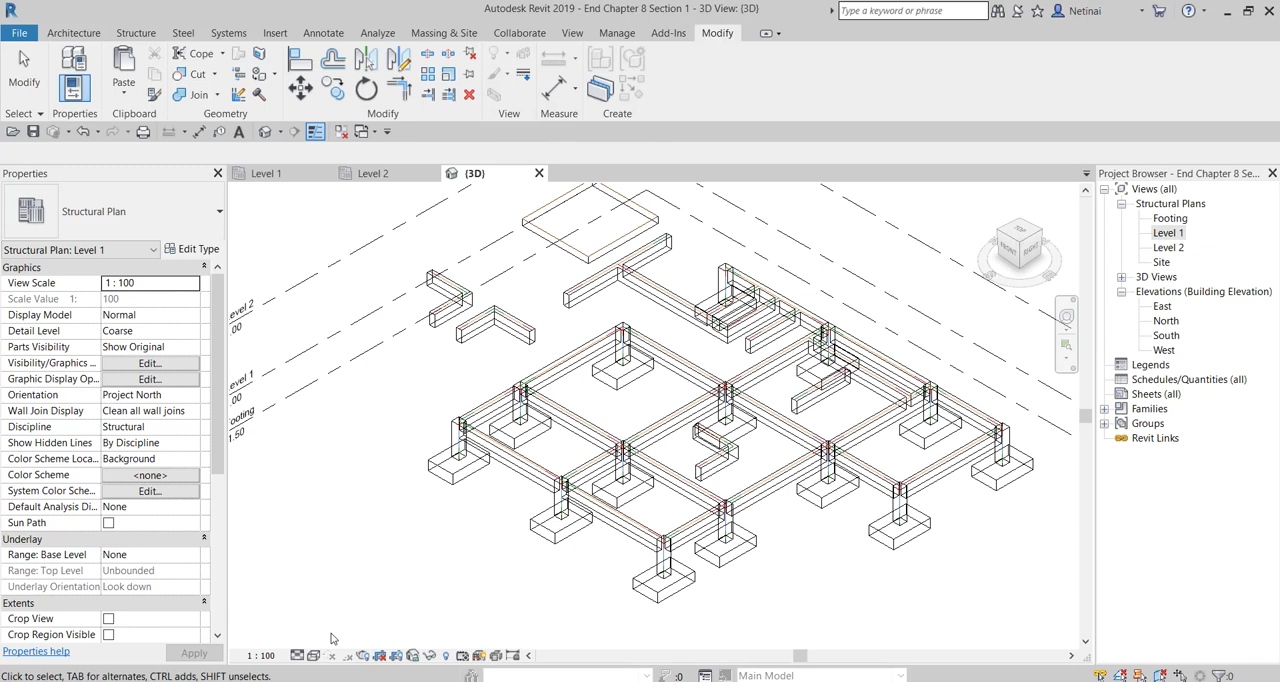 Autodesk Revit 2019 - End Chapter 8 Section 1 - 3D View: {3D}
Type a keyword or phrase
Netinai
File Architecture Structure Steel Systems Insert Annotate Analyze Massing & Site Collaborate View Manage Add-Ins Modify
Modify
Paste
Cope
Cut
Join
Select Properties Clipboard Geometry Modify View Measure Create
Properties
Level 1
Level 2
{3D}
Project Browser - End Chapter 8 Se...
Structural Plan
Structural Plan: Level 1
Edit Type
Graphics
View Scale 1 : 100
Scale Value 1: 100
Display Model Normal
Detail Level Coarse
Parts Visibility Show Original
Visibility/Graphics ... Edit...
Graphic Display Op... Edit...
Orientation Project North
Wall Join Display Clean all wall joins
Discipline Structural
Show Hidden Lines By Discipline
Color Scheme Loca... Background
Color Scheme <none>
System Color Sche... Edit...
Default Analysis Di... None
Sun Path
Underlay
Range: Base Level None
Range: Top Level Unbounded
Underlay Orientation Look down
Extents
Crop View
Crop Region Visible
Properties help
Apply
evel 2
.00
evel 1
.00
ooting
1.50
TOP
FRONT
RIGHT
Views (all)
Structural Plans
Footing
Level 1
Level 2
Site
3D Views
Elevations (Building Elevation)
East
North
South
West
Legends
Schedules/Quantities (all)
Sheets (all)
Families
Groups
Revit Links
1 : 100
Click to select, TAB for alternates, CTRL adds, SHIFT unselects.
:0
Main Model
:0